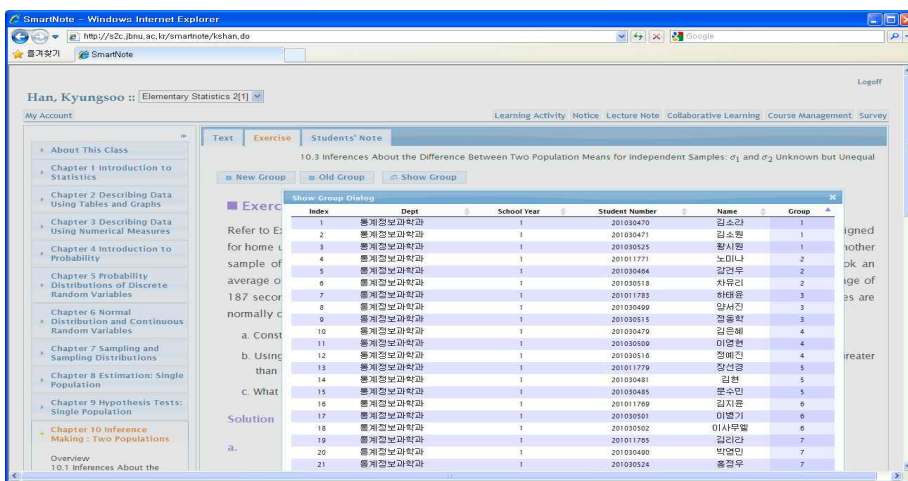 SmartNote - Windows Internet Explorer
http://s2c.jbnu.ac.kr/smartnote/kshan.do
Google
즐겨찾기 SmartNote
Logoff
Han, Kyungsoo :: Elementary Statistics 2[1]
My Account
Learning Activity Notice Lecture Note Collaborative Learning Course Management Survey
About This Class
Chapter 1 Introduction to
Statistics
Chapter 2 Describing Data
Using Tables and Graphs
Chapter 3 Describing Data
Using Numerical Measures
Chapter 4 Introduction to
Probability
Chapter 5 Probability
Distributions of Discrete
Random Variables
Chapter 6 Normal
Distribution and Continuous
Random Variables
Chapter 7 Sampling and
Sampling Distributions
Chapter 8 Estimation: Single
Population
Chapter 9 Hypothesis Tests:
Single Population
Chapter 10 Inference
Making : Two Populations
Overview
10.1 Inferences About the
Text Exercise Students' Note
10.3 Inferences About the Difference Between Two Population Means for Independent Samples: σ1 and σ2 Unknown but Unequal
New Group Old Group Show Group
Exerc
Refer to E
igned
for home u
nother
sample of
ok an
average o
age of
187 secor
es are
normally c
a. Const
b. Using
reater
than
c. What
Solution
a.
Show Group Dialog
Index Dept School Year Student Number Name Group
1 통계정보과학과 1 201030470 김소라 1
2 통계정보과학과 1 201030471 김소원 1
3 통계정보과학과 1 201030525 황시원 1
4 통계정보과학과 1 201011771 노미나 2
5 통계정보과학과 1 201030464 강건우 2
6 통계정보과학과 1 201030518 차유리 2
7 통계정보과학과 1 201011783 하태윤 3
8 통계정보과학과 1 201030499 양서진 3
9 통계정보과학과 1 201030515 정동학 3
10 통계정보과학과 1 201030479 김은혜 4
11 통계정보과학과 1 201030509 이영현 4
12 통계정보과학과 1 201030516 정혜진 4
13 통계정보과학과 1 201011779 장선경 5
14 통계정보과학과 1 201030481 김현 5
15 통계정보과학과 1 201030485 문수민 5
16 통계정보과학과 1 201011769 김지윤 6
17 통계정보과학과 1 201030501 이병기 6
18 통계정보과학과 1 201030502 이사무엘 6
19 통계정보과학과 1 201011765 김리라 7
20 통계정보과학과 1 201030490 박영민 7
21 통계정보과학과 1 201030524 홍정우 7